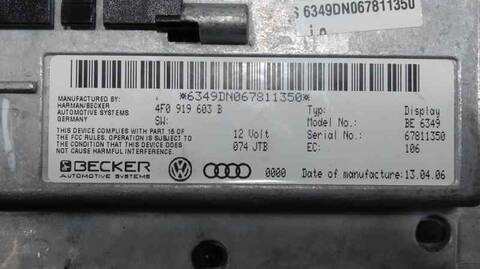 S 6349DN067811350
*6349DN067811350*
MANUFACTURED BY:
HARMAN/BECKER
AUTOMOTIVE SYSTEMS
GERMANY
4F0 919 603 B
SW:
Typ: Display
Model No.: BE 6349
THIS DEVICE COMPLIES WITH PART 15 OF
THE FCC RULES. OPERATION IS SUBJECT TO
THE CONDITION THAT THIS DEVICE DOES
NOT CAUSE HARMFUL INTERFERENCE
12 Volt
074 JTB
Serial No.: 67811350
EC: 106
BECKER
AUTOMOTIVE SYSTEMS
0000
Date of manufacture: 13.04.06